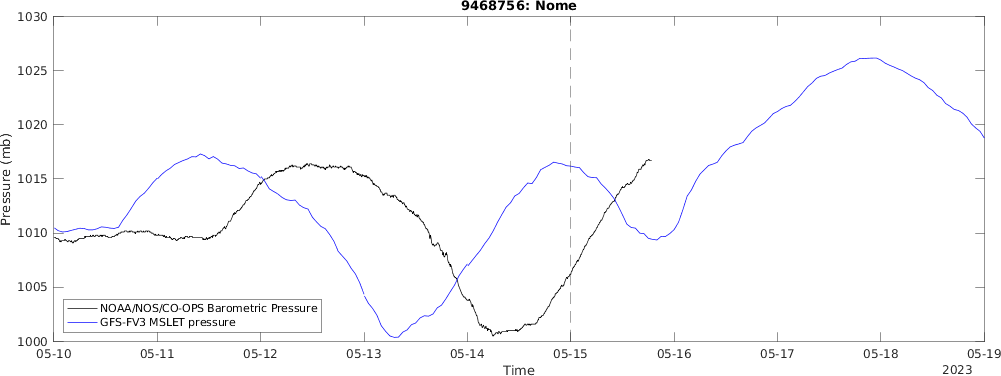 9468756: Nome
Pressure (mb)
1030
1025
1020
1015
1010
1005
1000
NOAA/NOS/CO-OPS Barometric Pressure
GFS-FV3 MSLET pressure
05-10 05-11 05-12 05-13 05-14 05-15 05-16 05-17 05-18 05-19
Time
2023